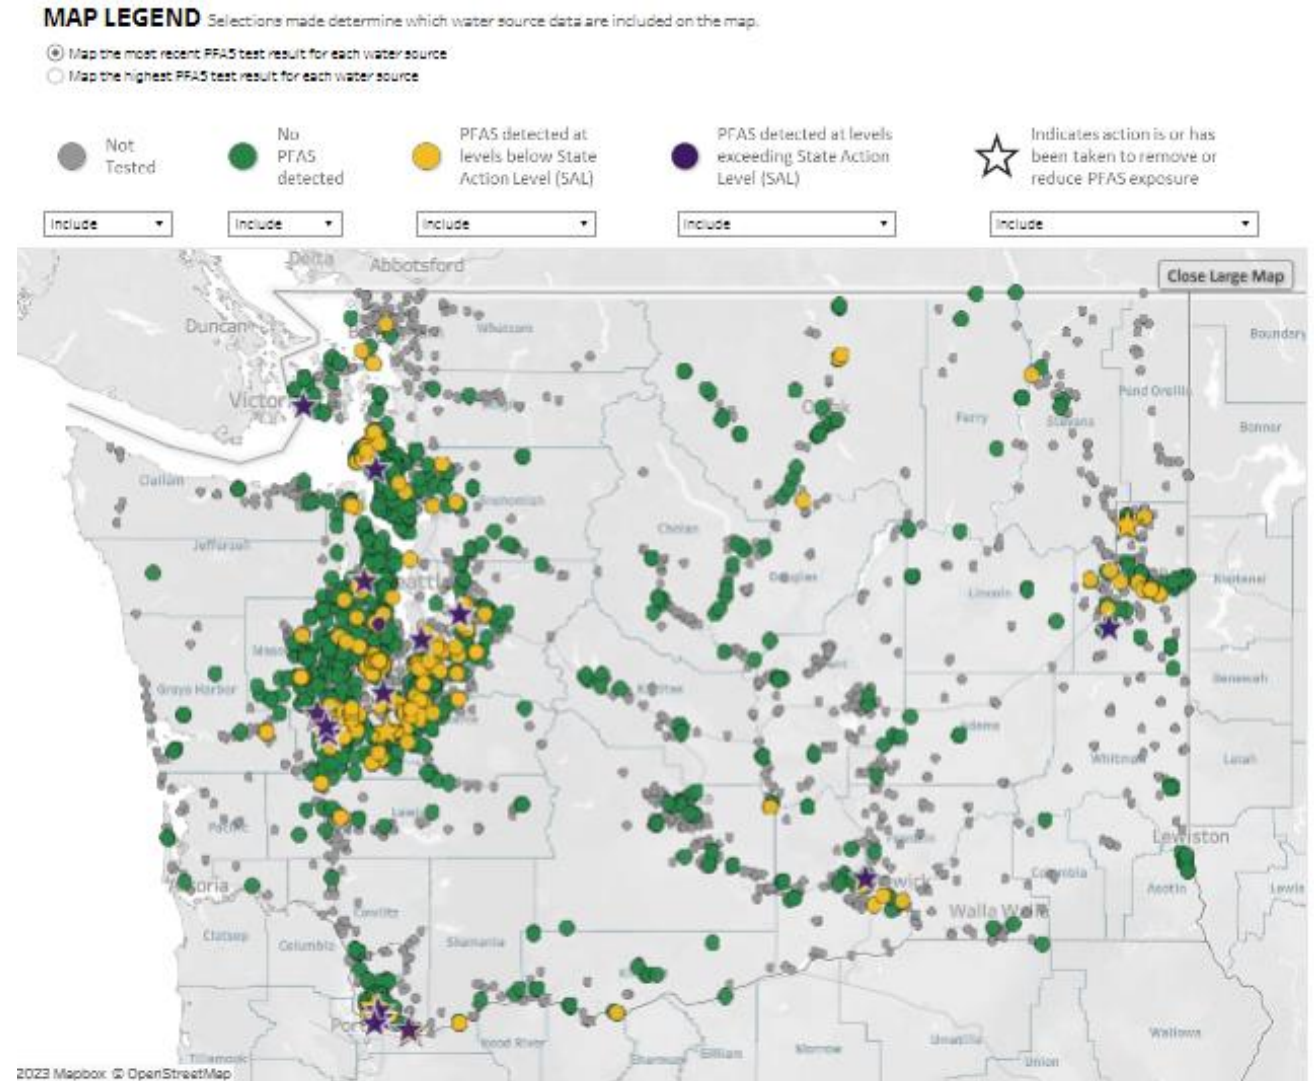 MAP LEGEND Selections made determine which water source data are included on the map.
Map the most recent PFAS test result for each water source
Map the highest PFAS test result for each water source
Not
Tested
No
PFAS
detected
PFAS detected at
levels below State
Action Level (SAL)
PFAS detected at levels
exceeding State Action
Level (SAL)
Indicates action is or has
been taken to remove or
reduce PFAS exposure
Include
Include
Include
Include
Include
Delta
Abbotsford
Close Large Map
Duncan
Whatcom
Boundary
Victor
Pend Oreille
Ferry
Stevens
Bonner
Clallam
Snohomish
Chelan
Jefferson
Douglas
Lincoln
Kootenai
Grays Harbor
Kittitas
Benewah
Adams
Whitman
Latah
Pacific
Lewis
Lewiston
Columbia
Asotin
Lewis
Walla Walla
Cowlitz
Clatsop
Columbia
Skamania
Hood River
Tillamook
Sherman
Gilliam
Morrow
Umatilla
Union
Wallowa
2023 Mapbox © OpenStreetMap